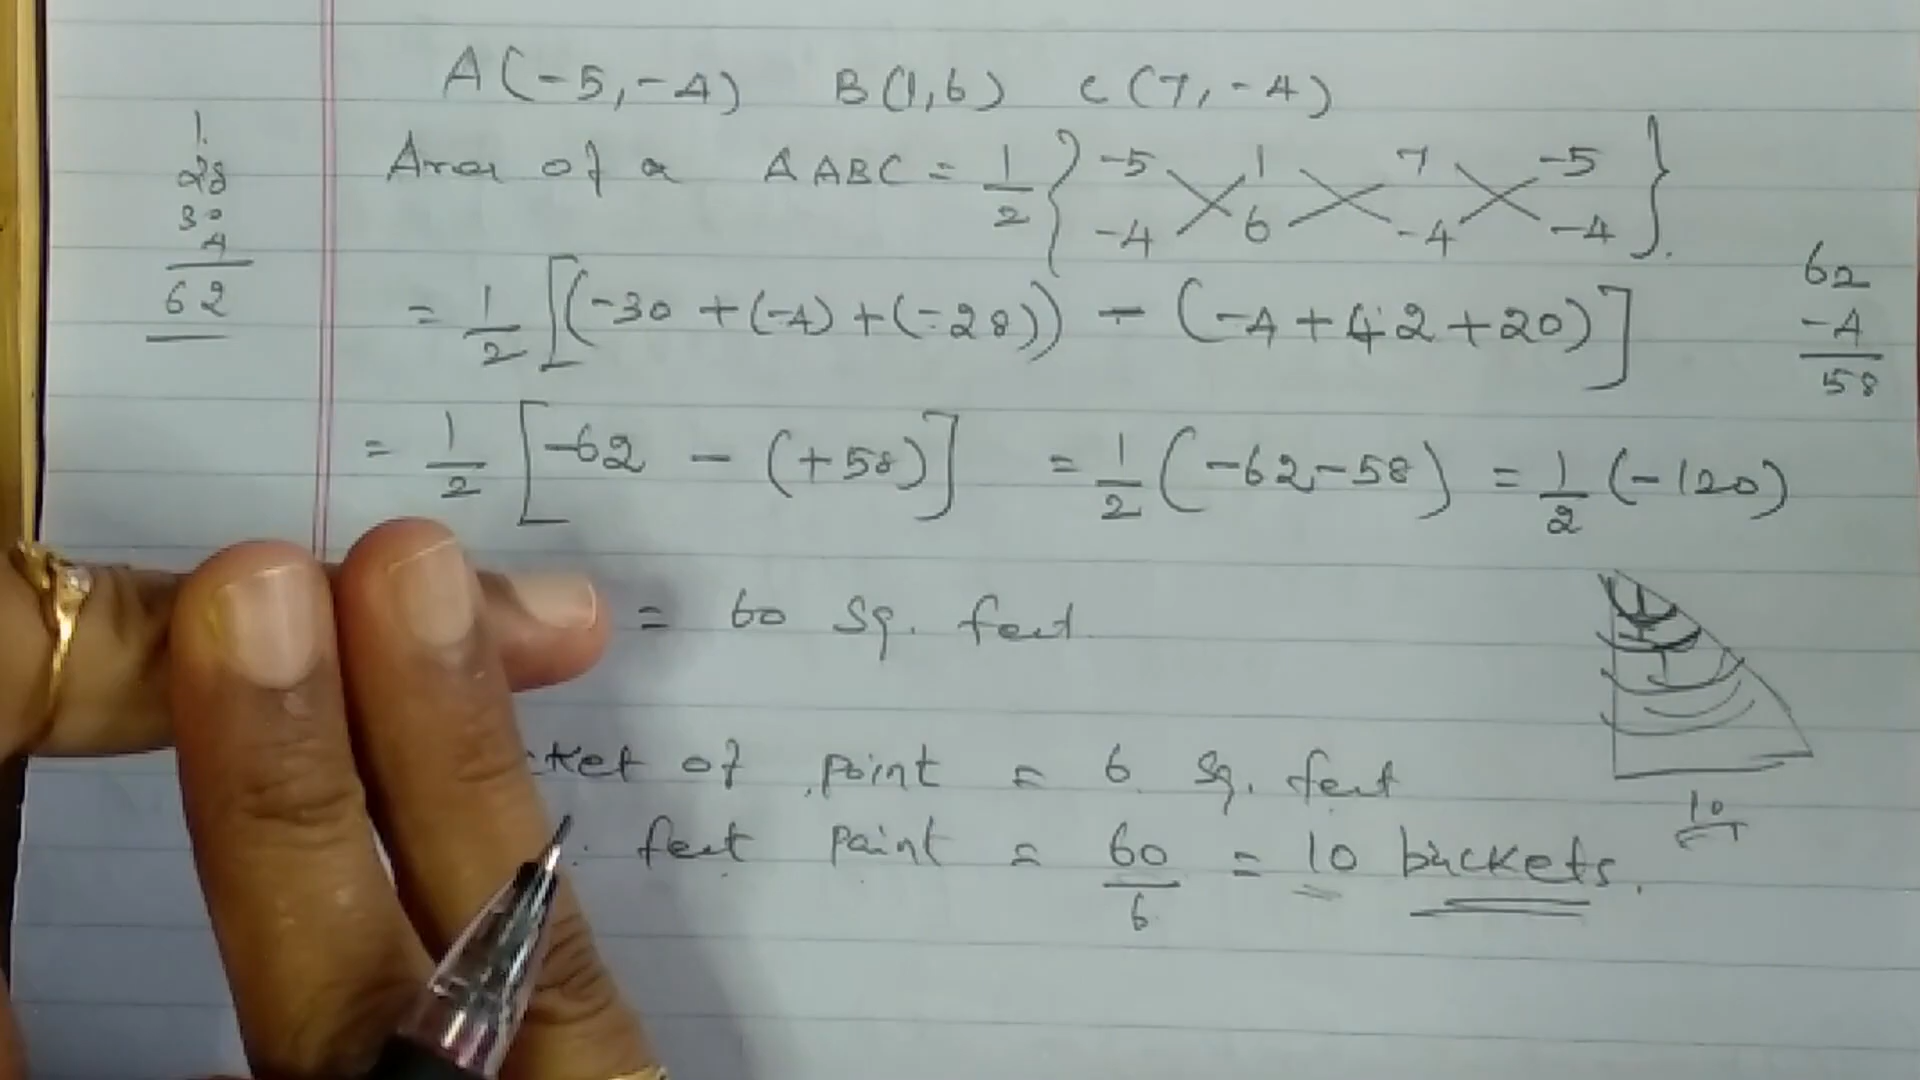 A(-5,-4) B(1,6) C(7,-4)
1
28
30
4
62
Area of a ΔABC = 1/2 { -5 1 7 -5
-4 6 -4 -4 }
= 1/2 [(-30 + (-4) + (-28)) - (-4 + 42 + 20)]
62
-4
58
= 1/2 [-62 - (+58)] = 1/2 (-62-58) = 1/2 (-120)
= 60 sq. feet.
cket of point = 6 sq. feet
10
feet paint = 60/6 = 10 buckets.